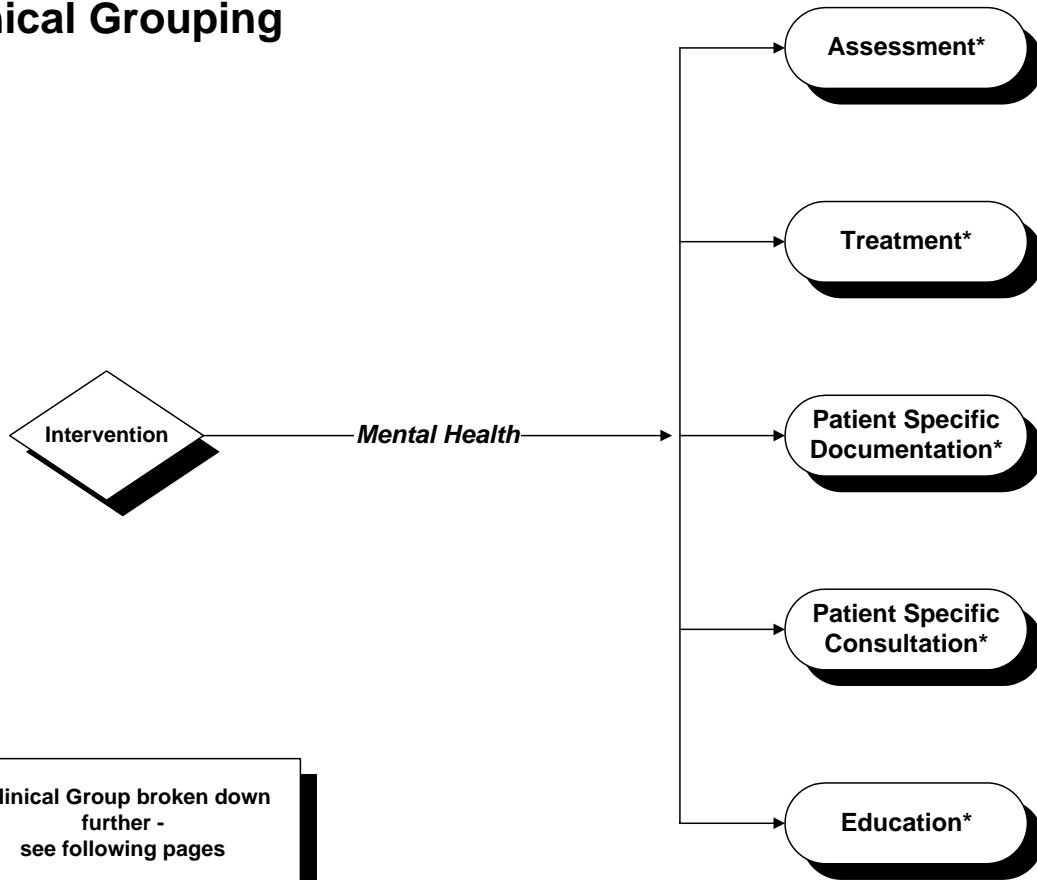 nical Grouping
Assessment*
Treatment*
Intervention
Mental Health
Patient Specific
Documentation*
Patient Specific
Consultation*
linical Group broken down
further -
see following pages
Education*